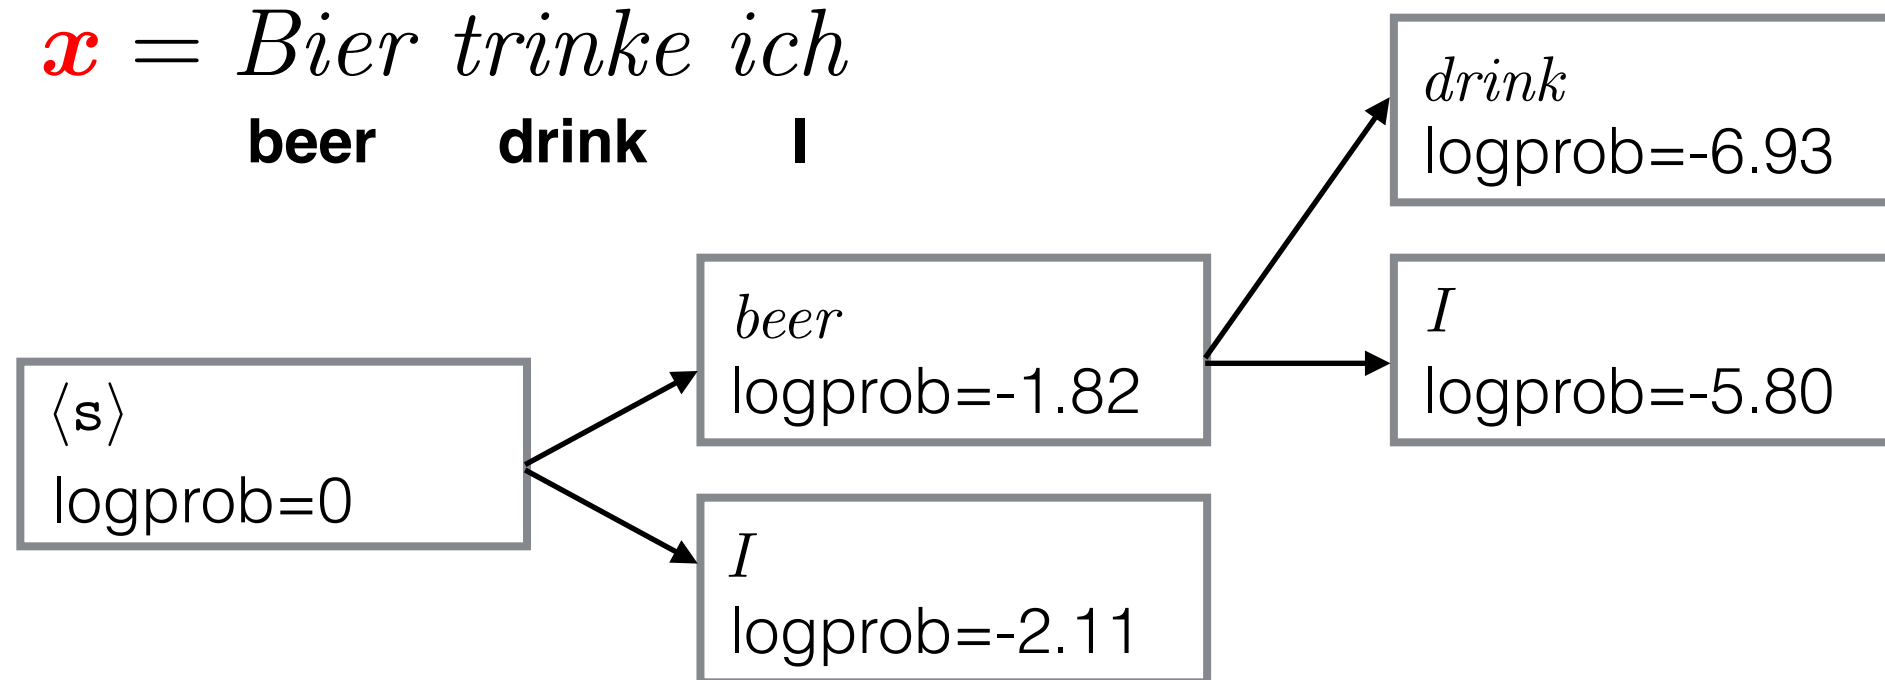 x = Bier trinke ich
beer drink I
⟨s⟩
logprob=0
beer
logprob=-1.82
I
logprob=-2.11
drink
logprob=-6.93
I
logprob=-5.80